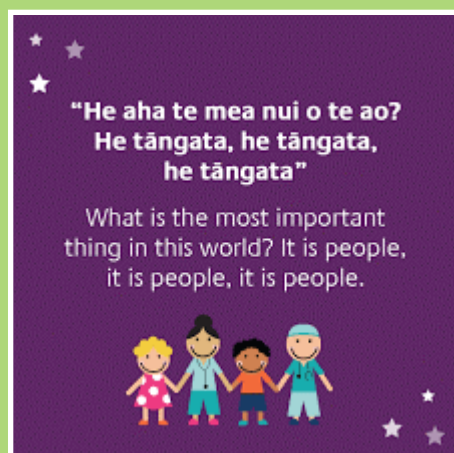 “He aha te mea nui o te ao?
He tāngata, he tāngata,
he tāngata”
What is the most important
thing in this world? It is people,
it is people, it is people.